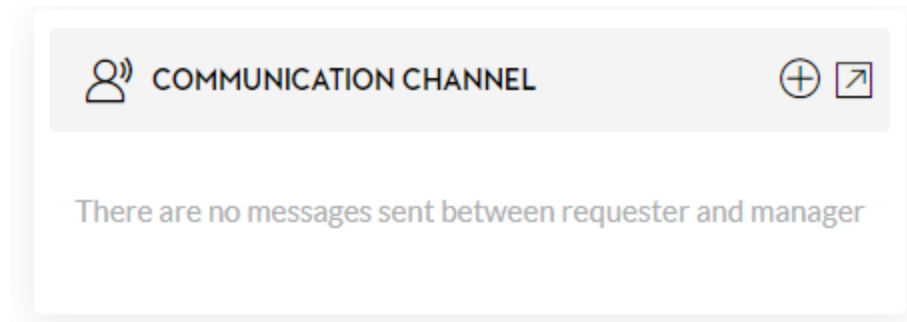 COMMUNICATION CHANNEL
There are no messages sent between requester and manager